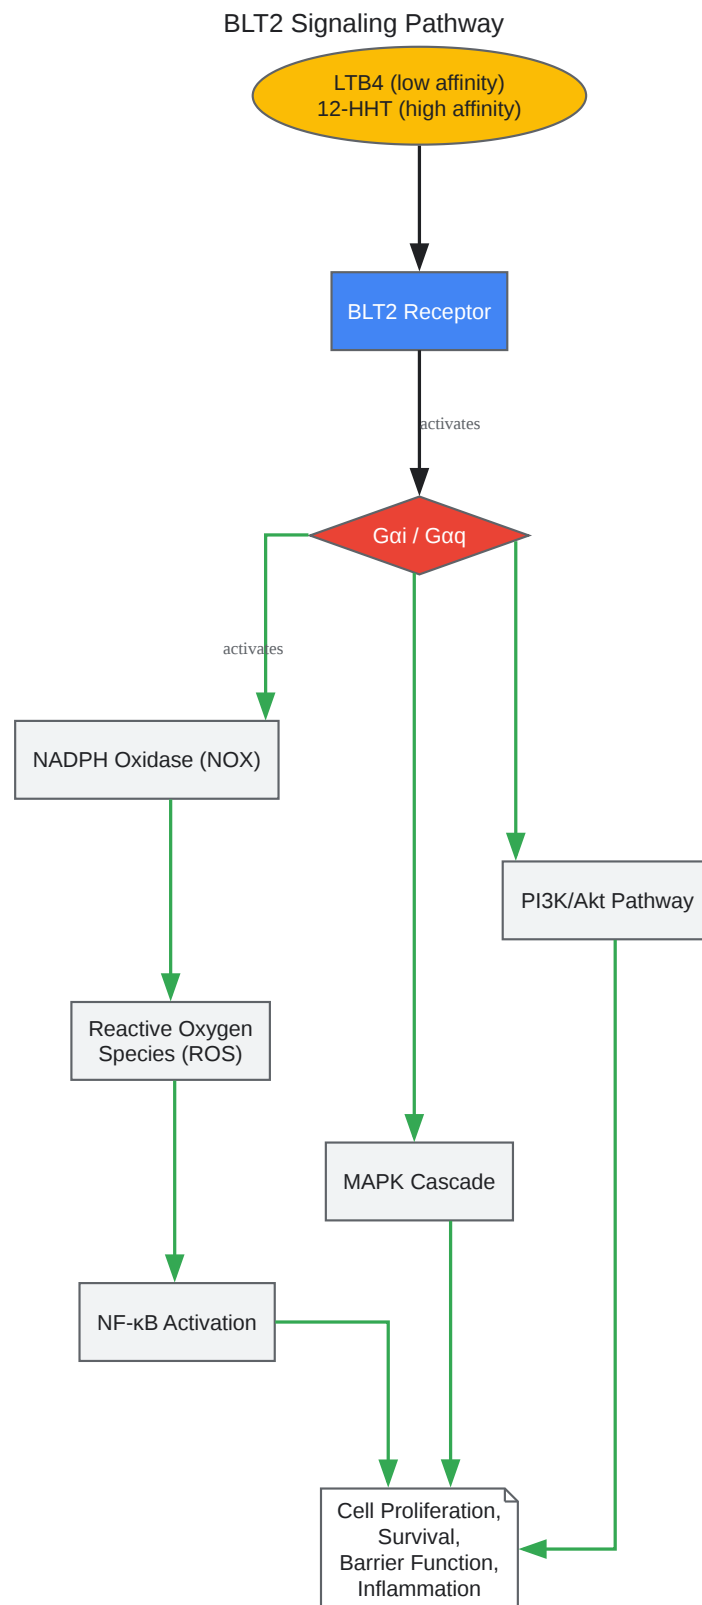 BLT2 Signaling Pathway
LTB4 (low affinity)
12-HHT (high affinity)
BLT2 Receptor
activates
Gαi / Gαq
activates
NADPH Oxidase (NOX)
PI3K/Akt Pathway
Reactive Oxygen
Species (ROS)
MAPK Cascade
NF-κB Activation
Cell Proliferation,
Survival,
Barrier Function,
Inflammation